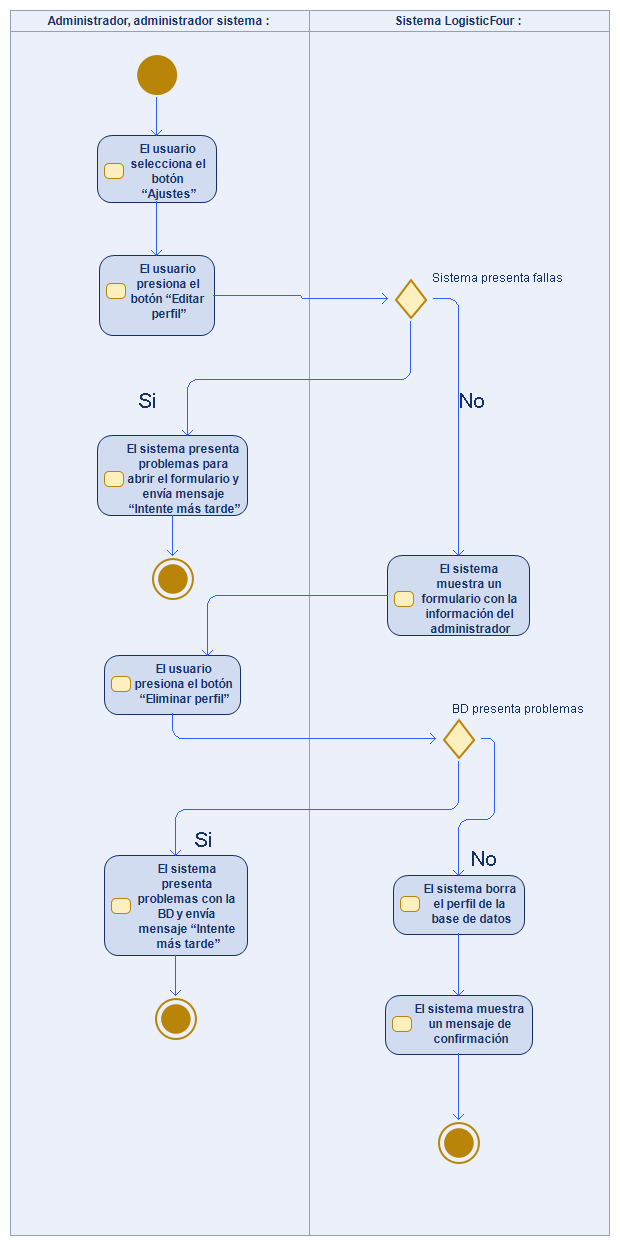 Administrador, administrador sistema :
Sistema LogisticFour :
El usuario
selecciona el
botón
“Ajustes”
El usuario
presiona el
botón “Editar
perfil”
Sistema presenta fallas
Si
No
El sistema presenta
problemas para
abrir el formulario y
envía mensaje
“Intente más tarde”
El sistema
muestra un
formulario con la
información del
administrador
El usuario
presiona el botón
“Eliminar perfil”
BD presenta problemas
Si
No
El sistema
presenta
problemas con la
BD y envía
mensaje “Intente
más tarde”
El sistema borra
el perfil de la
base de datos
El sistema muestra
un mensaje de
confirmación